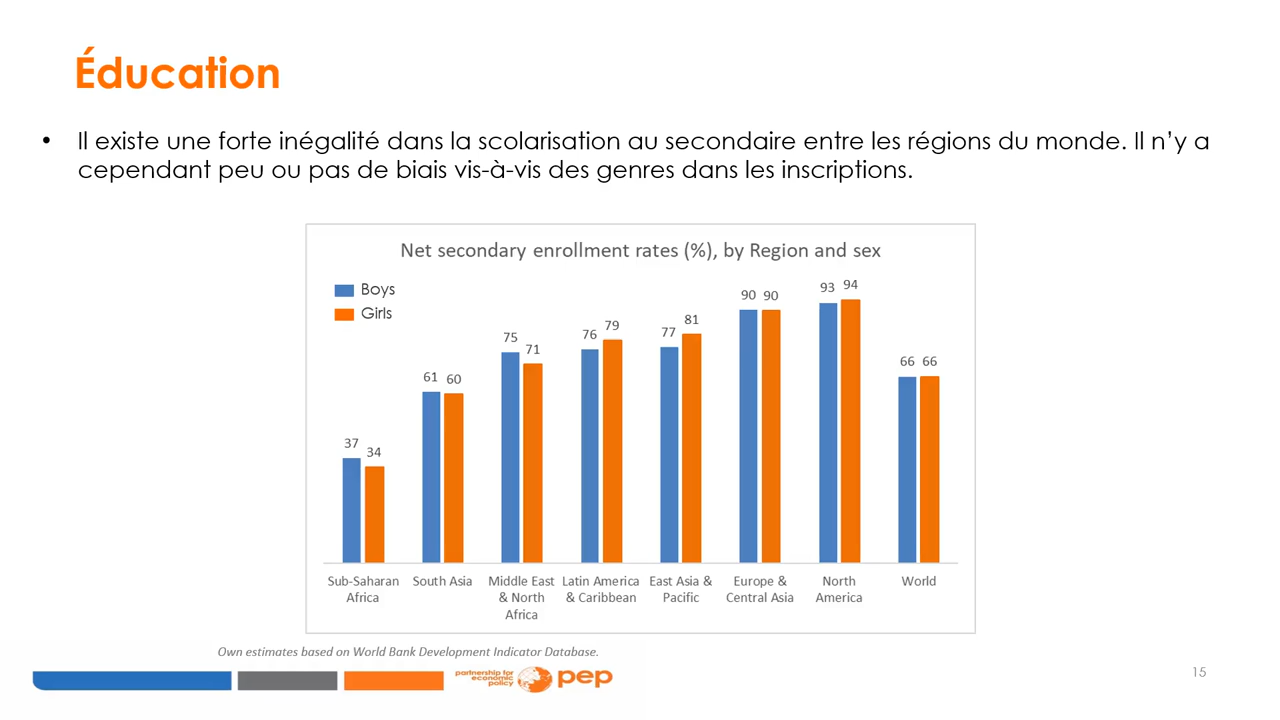 Éducation
• Il existe une forte inégalité dans la scolarisation au secondaire entre les régions du monde. Il n’y a
cependant peu ou pas de biais vis-à-vis des genres dans les inscriptions.
Net secondary enrollment rates (%), by Region and sex
Boys
Girls
37 34
61 60
75 71
76 79
77 81
90 90
93 94
66 66
Sub-Saharan
Africa
South Asia
Middle East
& North
Africa
Latin America
& Caribbean
East Asia &
Pacific
Europe &
Central Asia
North
America
World
Own estimates based on World Bank Development Indicator Database.
partnership for
economic
policy
pep
15